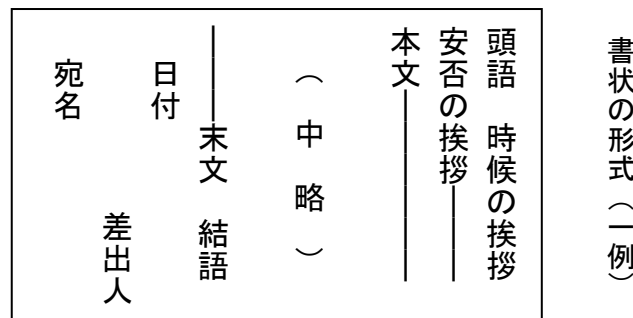 書状の形式（一例）
頭語　時候の挨拶
安否の挨拶――――
本文――――――――
（　中　略　）
――――末文　結語
日付
差出人
宛名